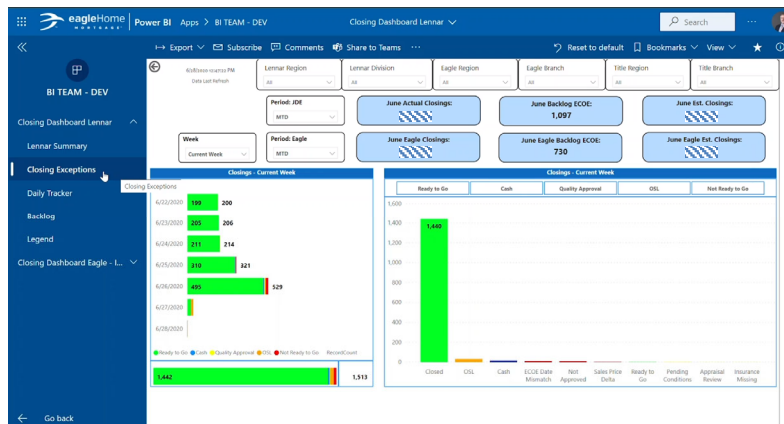 eagleHome
MORTGAGE
Power BI Apps > BI TEAM - DEV
Closing Dashboard Lennar
Search
Export
Subscribe
Comments
Share to Teams
Reset to default
Bookmarks
View
BI TEAM - DEV
Closing Dashboard Lennar
Lennar Summary
Closing Exceptions
Daily Tracker
Backlog
Legend
Closing Dashboard Eagle - I...
Go back
Closing Exceptions
Data Last Refresh
Lennar Region
All
Lennar Division
All
Eagle Region
All
Eagle Branch
All
Title Region
All
Title Branch
All
Period: JDE
MTD
June Actual Closings:
June Backlog ECOE:
1,097
June Est. Closings:
Week
Current Week
Period: Eagle
MTD
June Eagle Closings:
June Eagle Backlog ECOE:
730
June Eagle Est. Closings:
Closings - Current Week
6/22/2020 199 200
6/23/2020 205 206
6/24/2020 211 214
6/25/2020 310 321
6/26/2020 495 529
6/27/2020
6/28/2020
Ready to Go Cash Quality Approval OSL Not Ready to Go RecordCount
1,442 1,513
Closings - Current Week
Ready to Go Cash Quality Approval OSL Not Ready to Go
1,600
1,400
1,200
1,000
800
600
400
200
0
1,440
Closed OSL Cash ECOE Date Mismatch Not Approved Sales Price Delta Ready to Go Pending Conditions Appraisal Review Insurance Missing